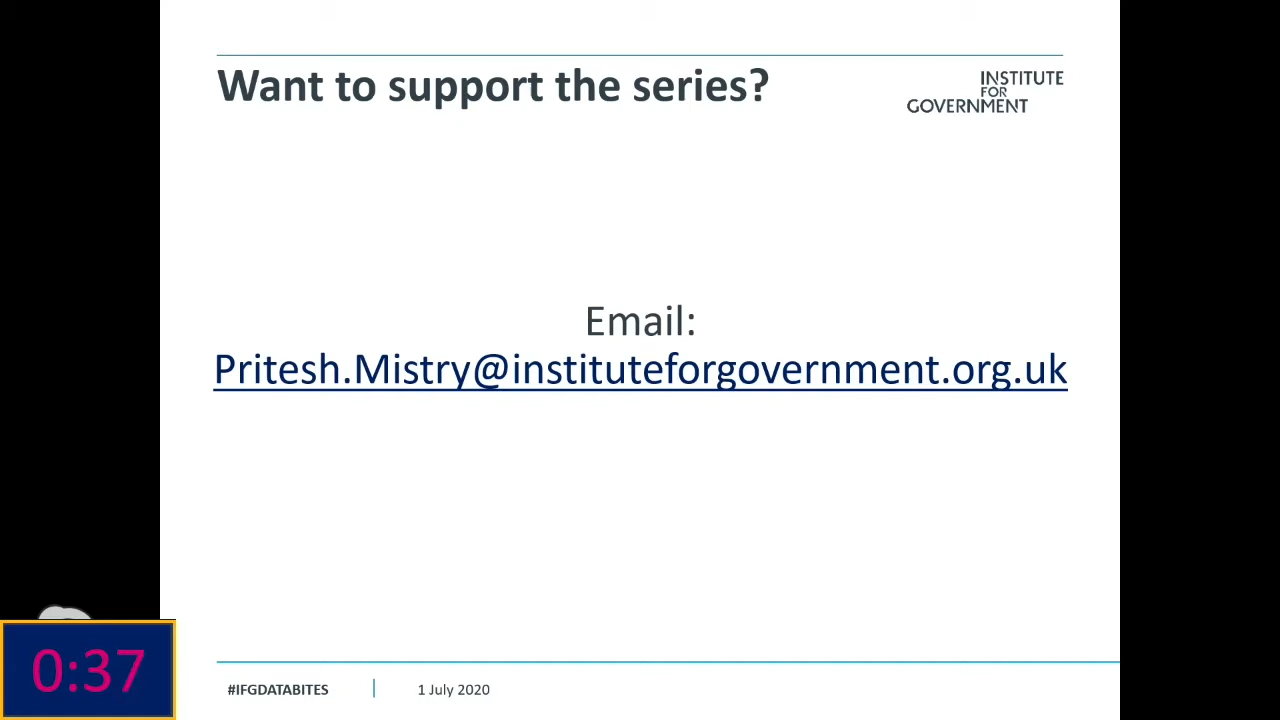 Want to support the series?
INSTITUTE
FOR
GOVERNMENT
Email:
Pritesh.Mistry@instituteforgovernment.org.uk
0:37
#IFGDATABITES
1 July 2020